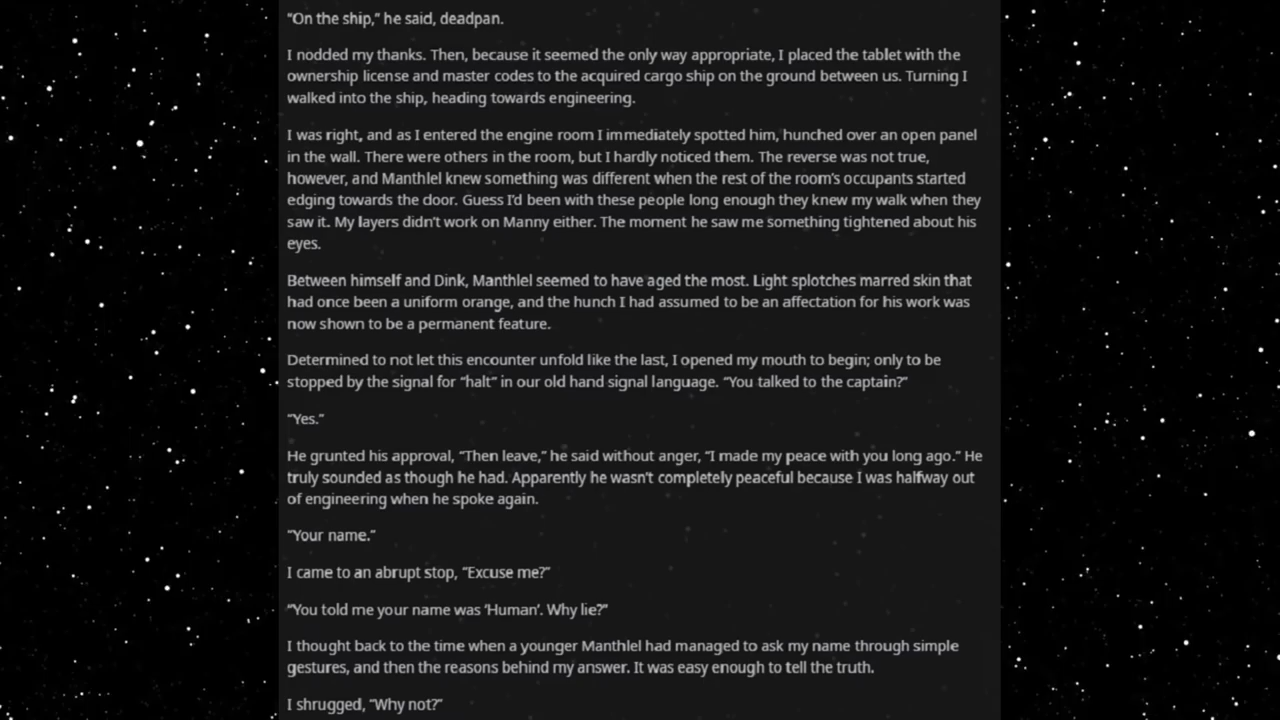 “On the ship,” he said, deadpan.
I nodded my thanks. Then, because it seemed the only way appropriate, I placed the tablet with the
ownership license and master codes to the acquired cargo ship on the ground between us. Turning I
walked into the ship, heading towards engineering.
I was right, and as I entered the engine room I immediately spotted him, hunched over an open panel
in the wall. There were others in the room, but I hardly noticed them. The reverse was not true,
however, and Manthlel knew something was different when the rest of the room’s occupants started
edging towards the door. Guess I’d been with these people long enough they knew my walk when they
saw it. My layers didn’t work on Manny either. The moment he saw me something tightened about his
eyes.
Between himself and Dink, Manthlel seemed to have aged the most. Light splotches marred skin that
had once been a uniform orange, and the hunch I had assumed to be an affectation for his work was
now shown to be a permanent feature.
Determined to not let this encounter unfold like the last, I opened my mouth to begin; only to be
stopped by the signal for “halt” in our old hand signal language. “You talked to the captain?”
“Yes.”
He grunted his approval, “Then leave,” he said without anger, “I made my peace with you long ago.” He
truly sounded as though he had. Apparently he wasn’t completely peaceful because I was halfway out
of engineering when he spoke again.
“Your name.”
I came to an abrupt stop, “Excuse me?”
“You told me your name was ‘Human’. Why lie?”
I thought back to the time when a younger Manthlel had managed to ask my name through simple
gestures, and then the reasons behind my answer. It was easy enough to tell the truth.
I shrugged, “Why not?”